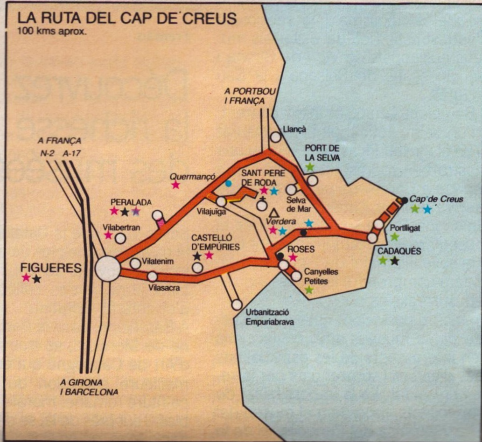 LA RUTA DEL CAP DE CREUS
100 kms aprox.
A PORTBOU
I FRANÇA
Llançà
A FRANÇA
N-2 A-17
PORT DE
LA SELVA
Quermançó
SANT PERE
DE RODA
PERALADA
Selva
de Mar
Cap de Creus
Vilajuïga
Verdera
Vilabertran
Portlligat
CASTELLÓ
D'EMPÚRIES
ROSES
CADAQUÉS
Vilatenim
FIGUERES
Canyelles
Petites
Vilasacra
Urbanització
Empuriabrava
A GIRONA
I BARCELONA